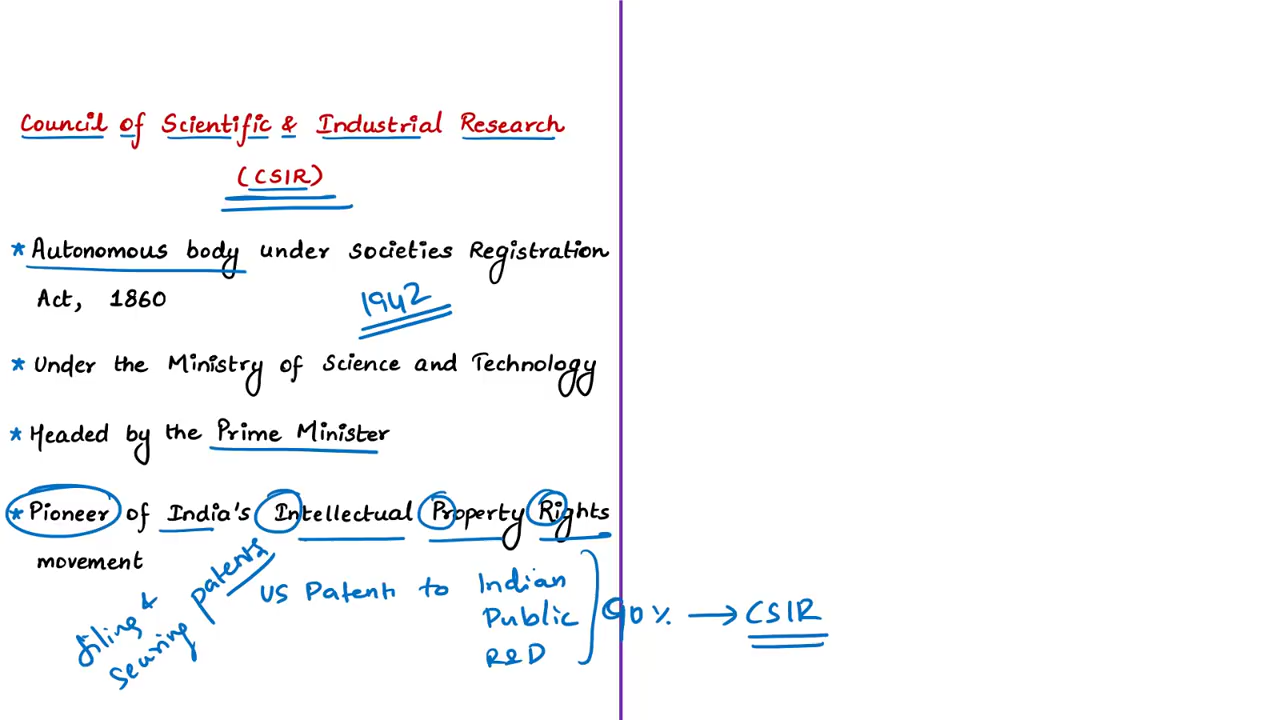 Council of Scientific & Industrial Research
(CSIR)
* Autonomous body under societies Registration
Act, 1860
1942
* Under the Ministry of Science and Technology
* Headed by the Prime Minister
* Pioneer of India's Intellectual Property Rights
movement
filing &
securing patents
US Patent to Indian
Public
R&D
90% → CSIR